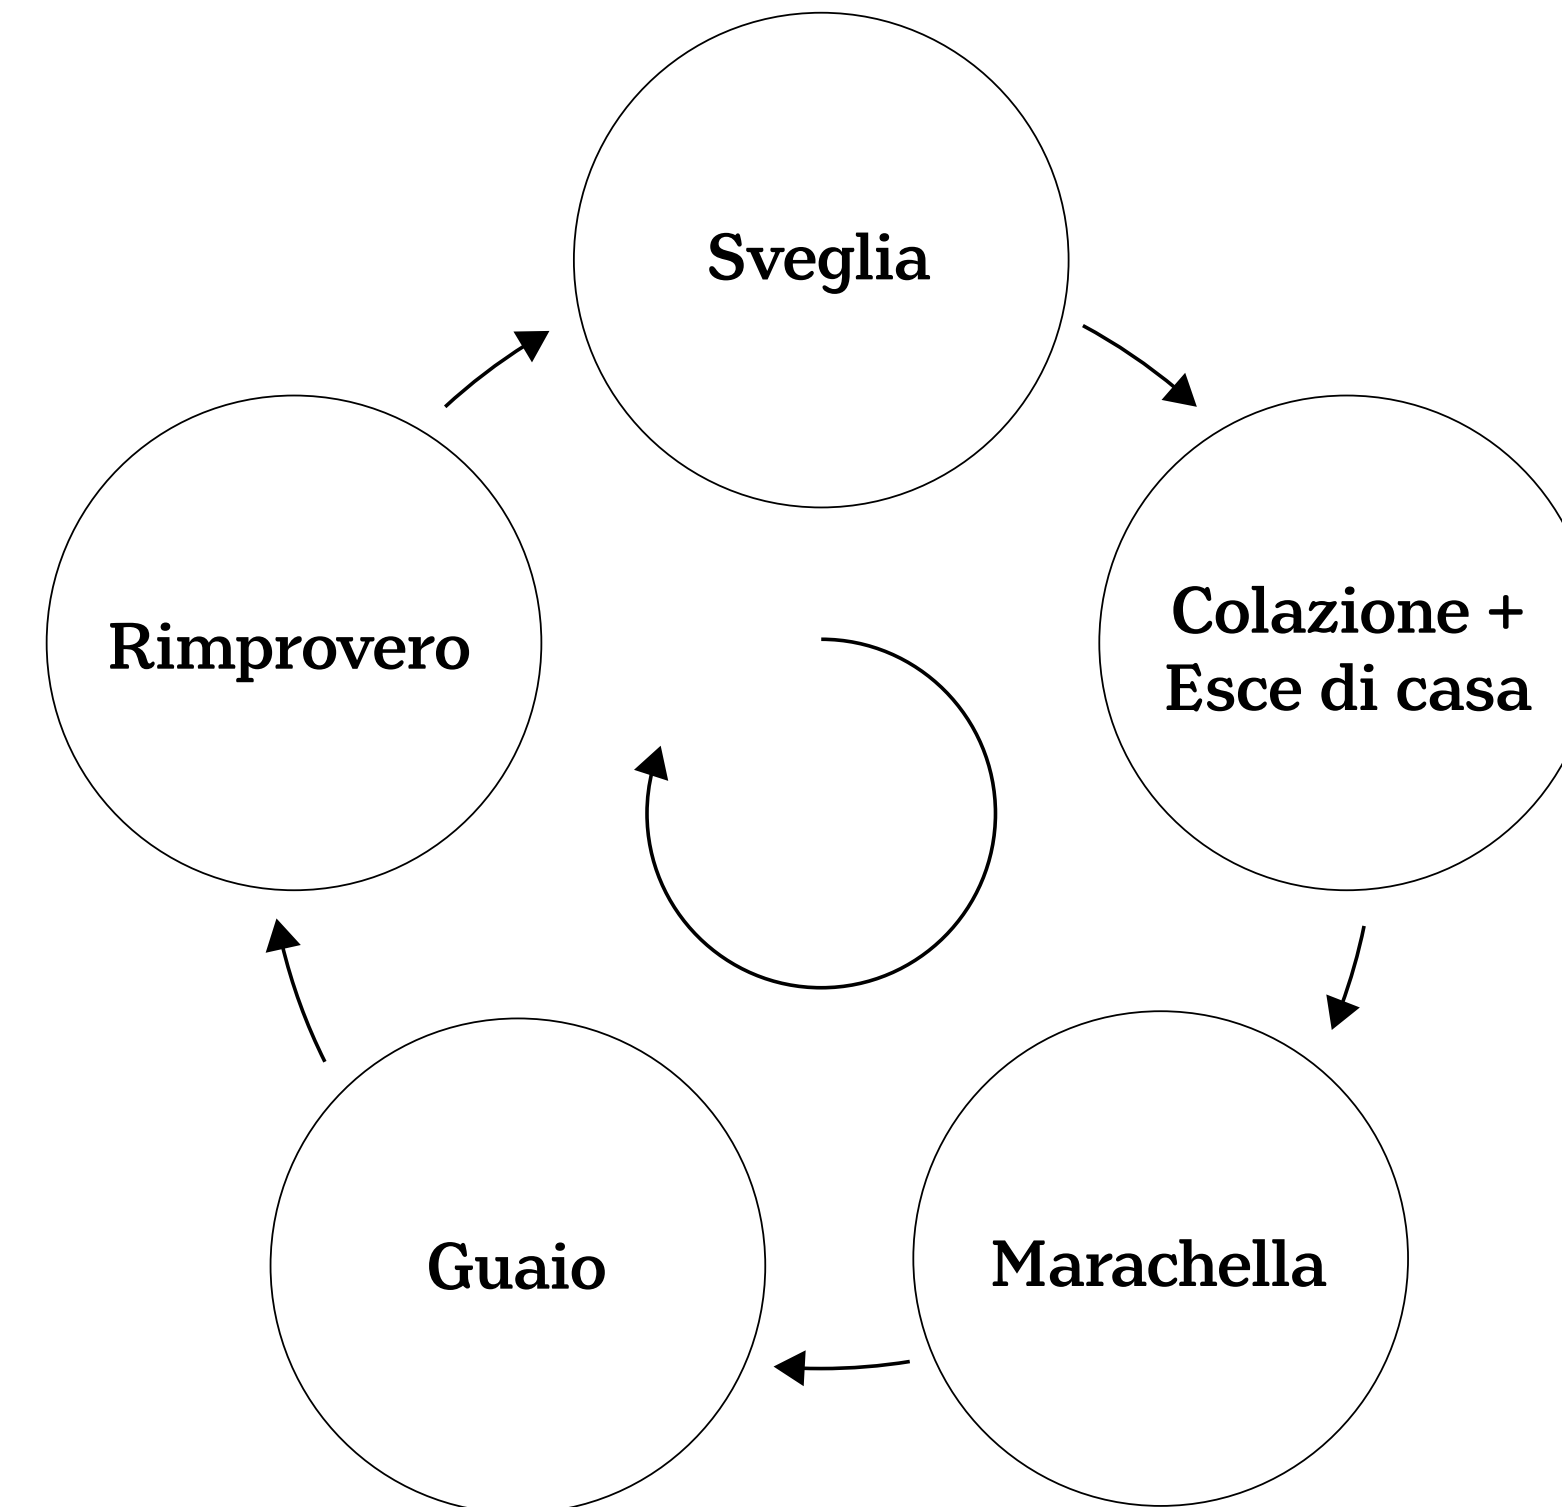 Sveglia
Colazione +
Esce di casa
Marachella
Guaio
Rimprovero